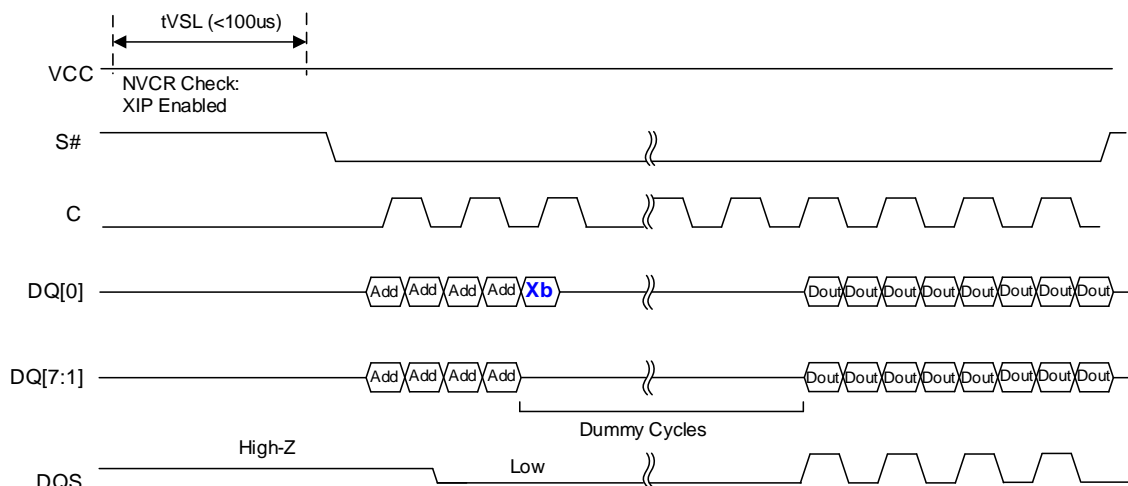 tVSL (<100us)
VCC
NVCR Check:
XIP Enabled
S#
C
DQ[0]
Add Add Add Add Xb Dout Dout Dout Dout Dout Dout Dout Dout
DQ[7:1]
Add Add Add Add Dout Dout Dout Dout Dout Dout Dout Dout
Dummy Cycles
High-Z
Low
DQS